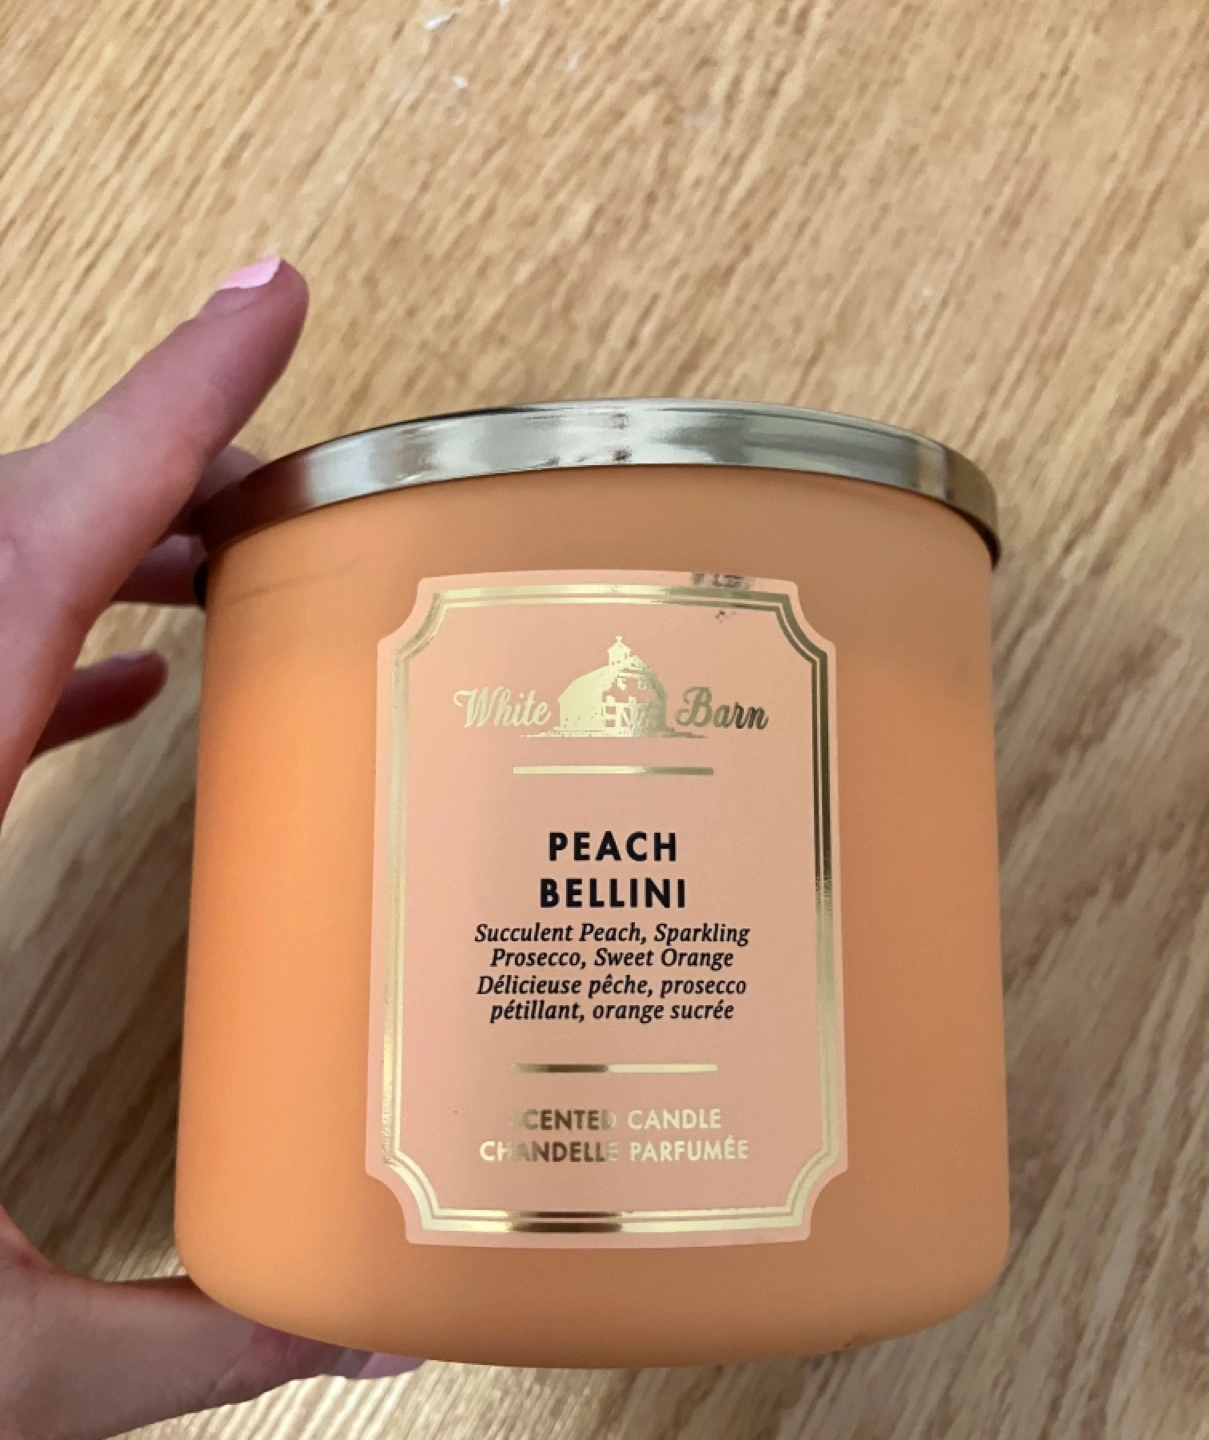 White Barn
PEACH
BELLINI
Succulent Peach, Sparkling
Prosecco, Sweet Orange
Délicieuse pêche, prosecco
pétillant, orange sucrée
SCENTED CANDLE
CHANDELLE PARFUMÉE